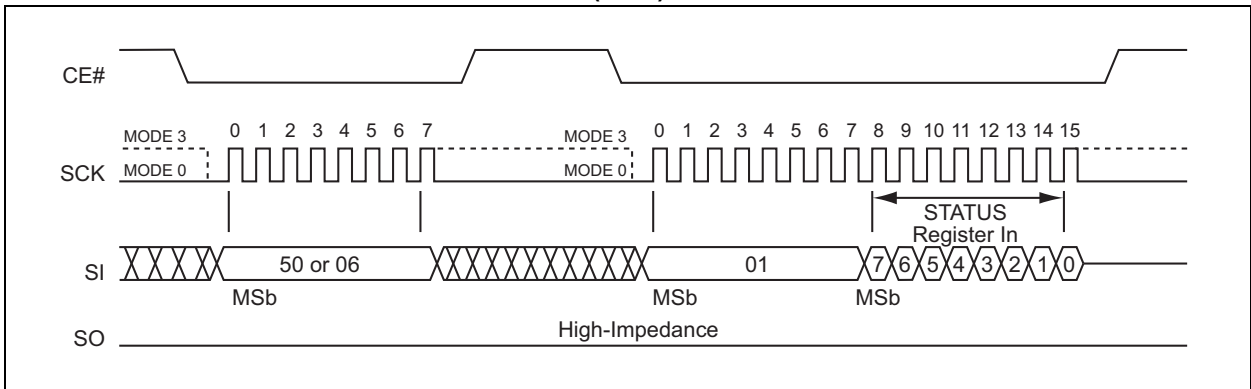 CE#
MODE 3 0 1 2 3 4 5 6 7 MODE 3 0 1 2 3 4 5 6 7 8 9 10 11 12 13 14 15
SCK MODE 0 MODE 0
STATUS
Register In
SI 50 or 06 01 7 6 5 4 3 2 1 0
MSb MSb MSb
High-Impedance
SO